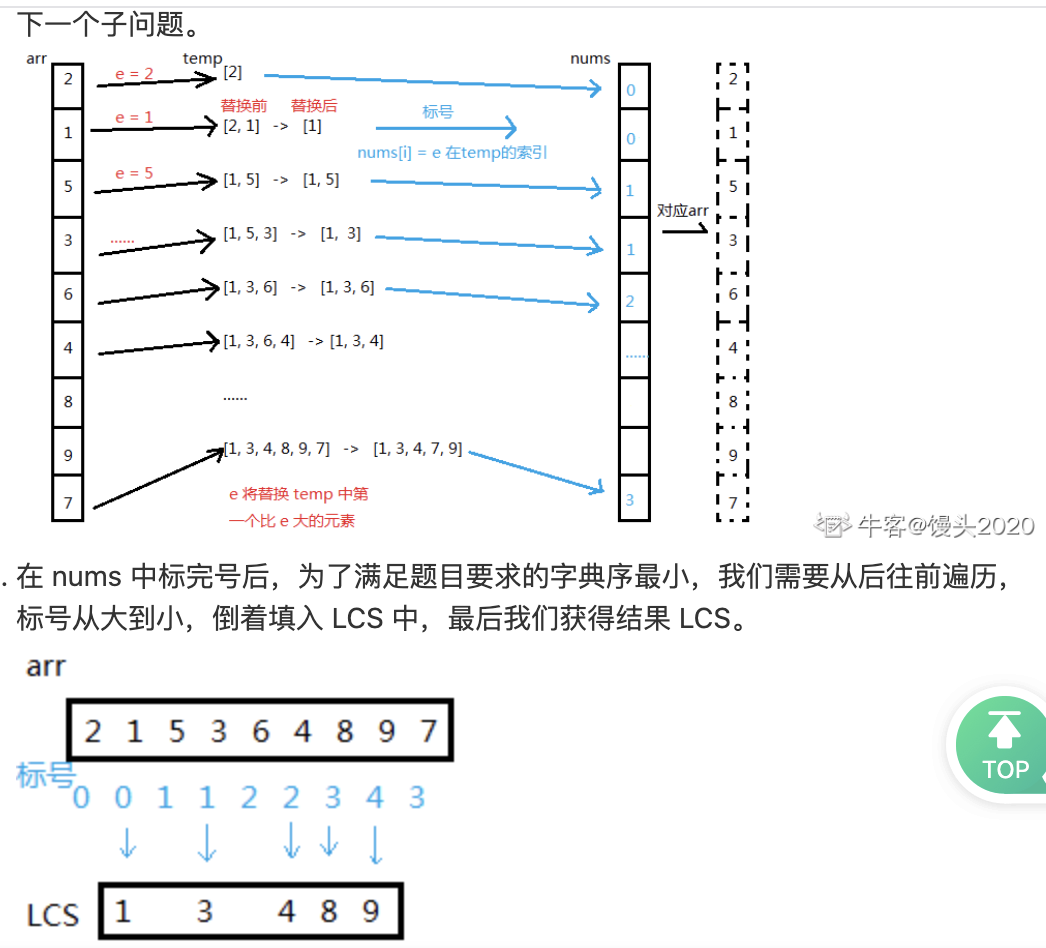 下一个子问题。
arr temp nums
2 e = 2 [2] 0 2
替换前 替换后 标号
1 e = 1 [2, 1] -> [1] 0 1
nums[i] = e 在temp的索引
5 e = 5 [1, 5] -> [1, 5] 1 5
对应arr
3 ...... [1, 5, 3] -> [1, 3] 1 3
6 [1, 3, 6] -> [1, 3, 6] 2 6
4 [1, 3, 6, 4] -> [1, 3, 4] ...... 4
8 ...... 8
9 [1, 3, 4, 8, 9, 7] -> [1, 3, 4, 7, 9] 9
7 3 7
e 将替换 temp 中第
一个比 e 大的元素
牛客@馒头2020
. 在 nums 中标完号后，为了满足题目要求的字典序最小，我们需要从后往前遍历，
标号从大到小，倒着填入 LCS 中，最后我们获得结果 LCS。
arr
2 1 5 3 6 4 8 9 7
标号
0 0 1 1 2 2 3 4 3
TOP
LCS 1 3 4 8 9